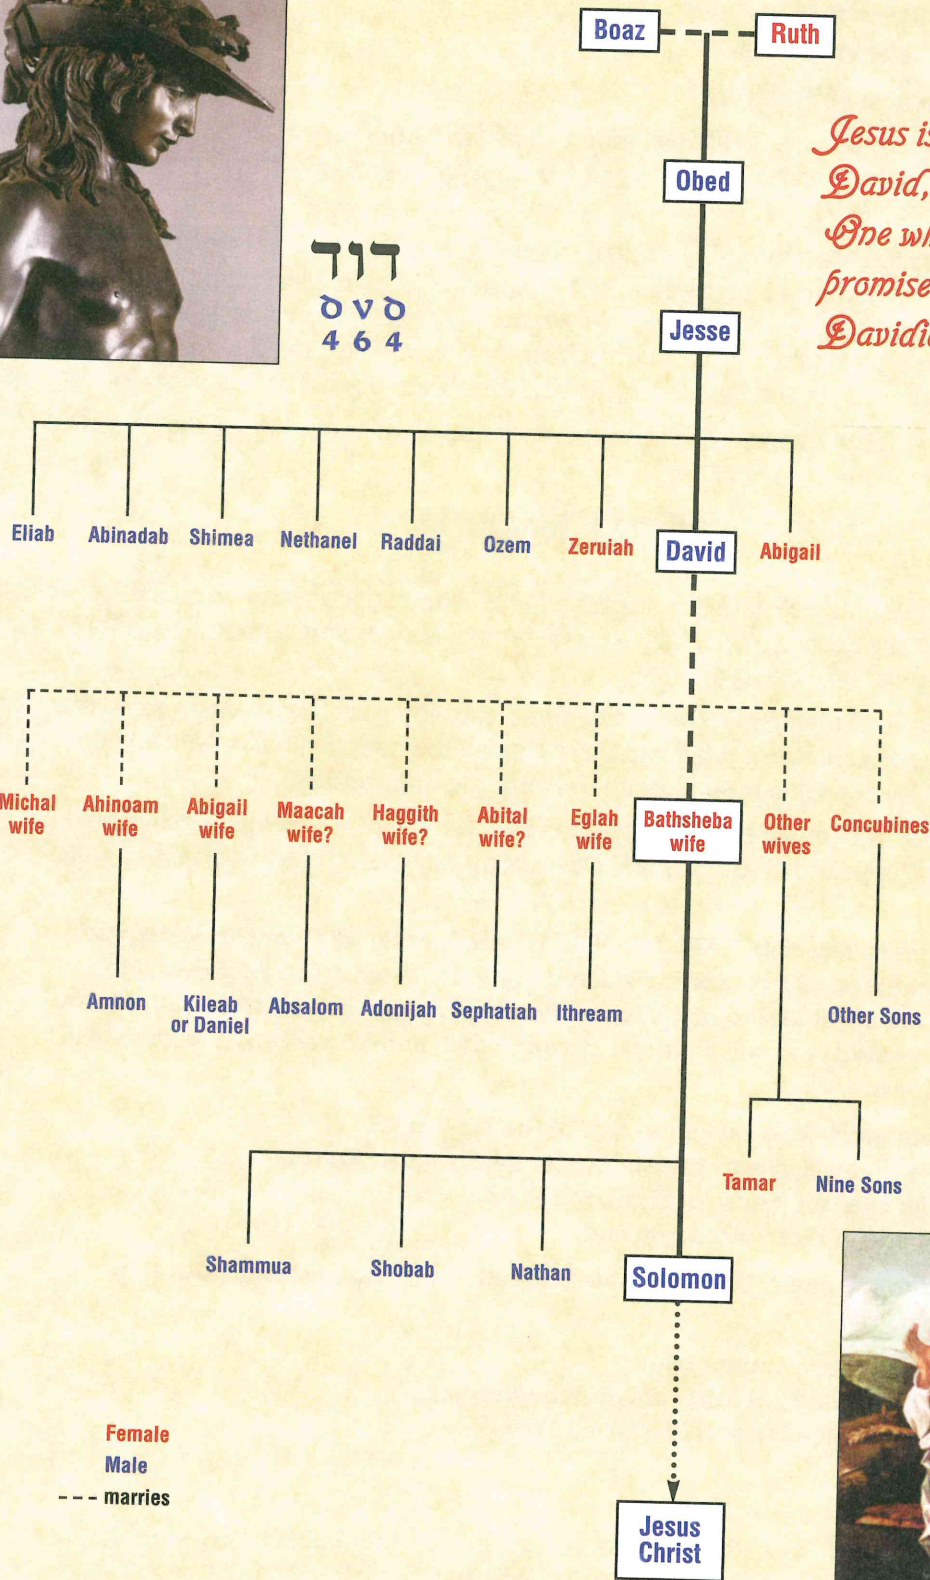 Boaz
Ruth
Jesus is
David,
One wh
promise
Davidic
Obed
דוד
d v d
4 6 4
Jesse
Eliab
Abinadab
Shimea
Nethanel
Raddai
Ozem
Zeruiah
David
Abigail
Michal
wife
Ahinoam
wife
Abigail
wife
Maacah
wife?
Haggith
wife?
Abital
wife?
Eglah
wife
Bathsheba
wife
Other
wives
Concubines
Amnon
Kileab
or Daniel
Absalom
Adonijah
Sephatiah
Ithream
Other Sons
Tamar
Nine Sons
Shammua
Shobab
Nathan
Solomon
Female
Male
--- marries
Jesus
Christ